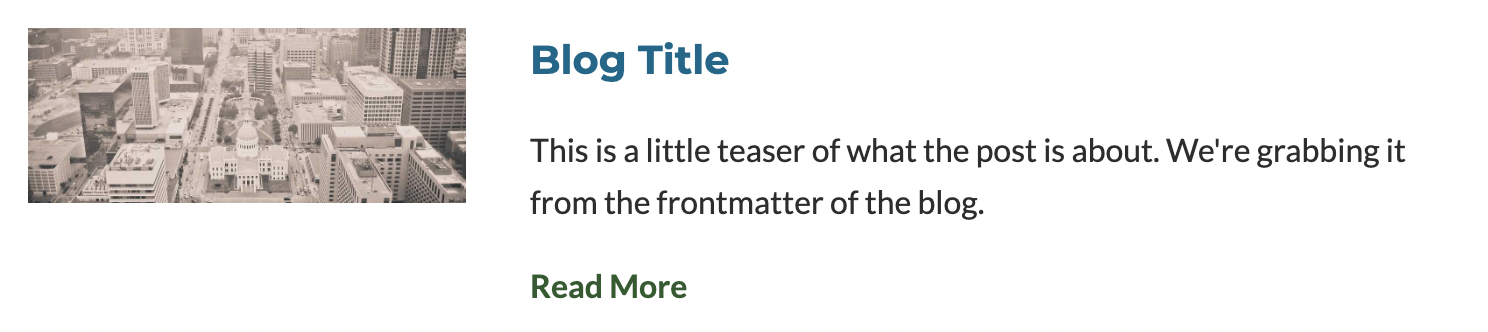 Blog Title
This is a little teaser of what the post is about. We're grabbing it
from the frontmatter of the blog.
Read More